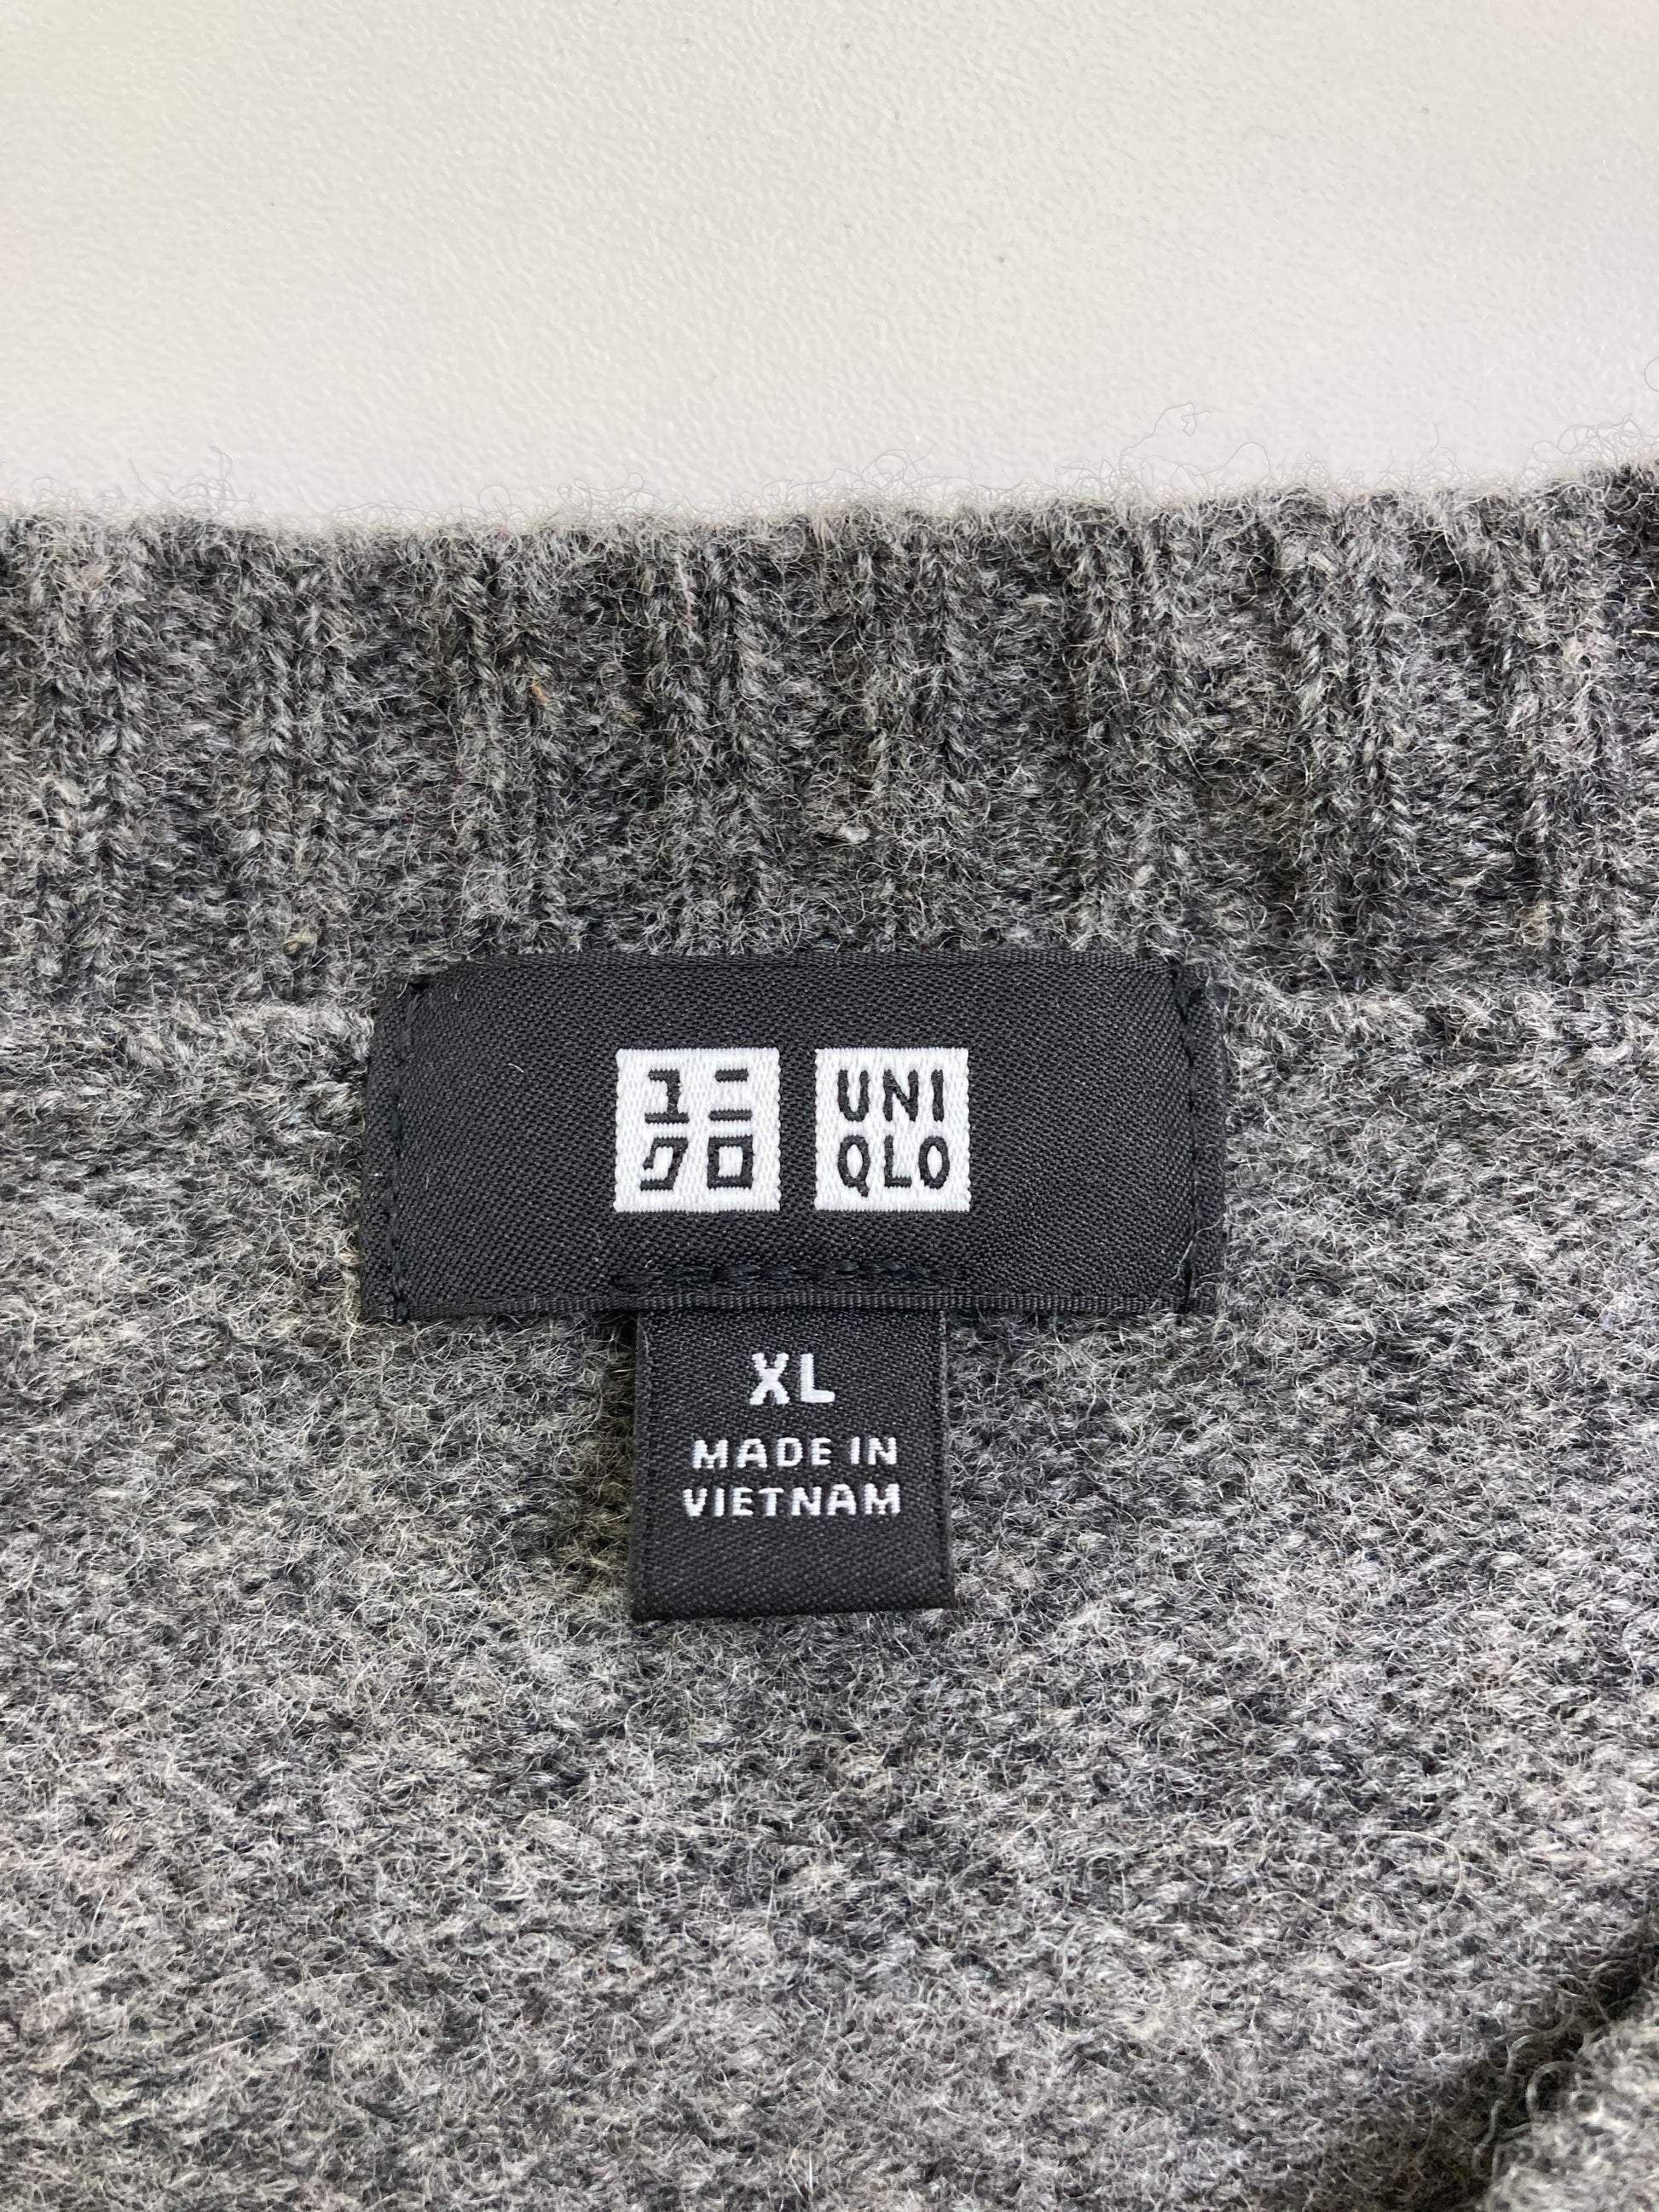 ユニ
クロ
UNI
QLO
XL
MADE IN
VIETNAM